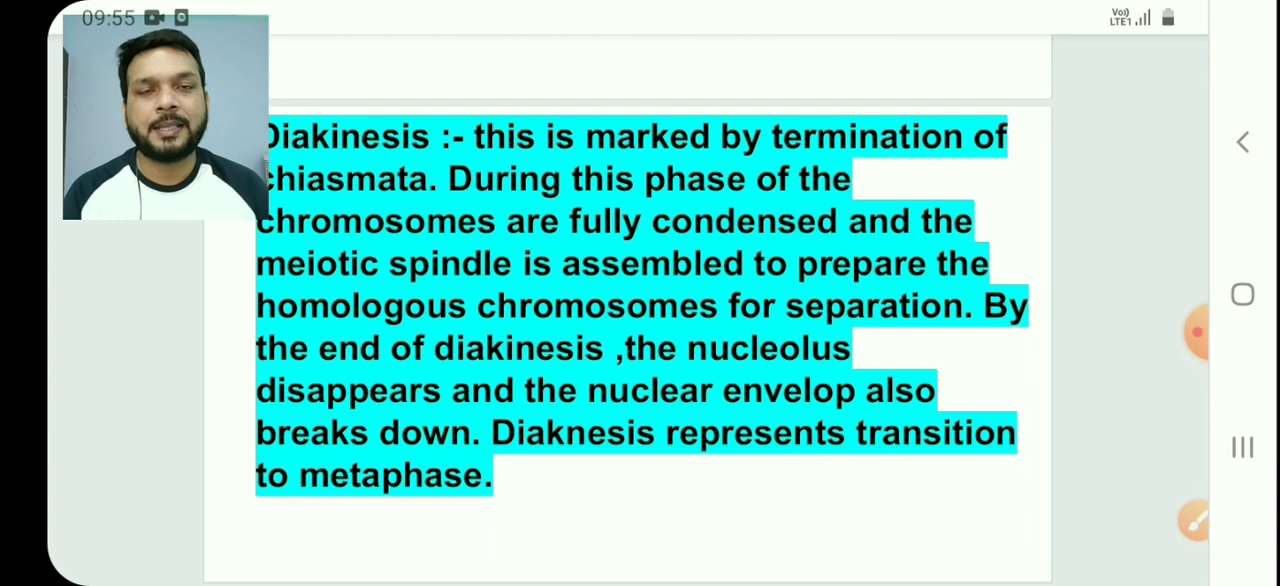 09:55
Vo)
LTE1
Diakinesis :- this is marked by termination of
chiasmata. During this phase of the
chromosomes are fully condensed and the
meiotic spindle is assembled to prepare the
homologous chromosomes for separation. By
the end of diakinesis ,the nucleolus
disappears and the nuclear envelop also
breaks down. Diaknesis represents transition
to metaphase.